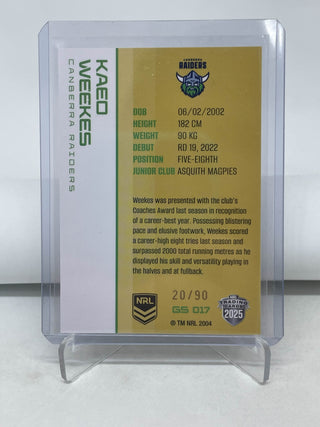 CANBERRA
RAIDERS
KAEO
WEEKES
CANBERRA RAIDERS
DOB 06/02/2002
HEIGHT 182 CM
WEIGHT 90 KG
DEBUT RD 19, 2022
POSITION FIVE-EIGHTH
JUNIOR CLUB ASQUITH MAGPIES
Weekes was presented with the club's
Coaches Award last season in recognition
of a career-best year. Possessing blistering
pace and elusive footwork, Weekes scored
a career-high eight tries last season and
surpassed 2000 total running metres as he
displayed his skill and versatility playing in
the halves and at fullback.
20/90
NRL
GS 017
NRL
TRADING
CARDS
2025
® TM NRL 2004